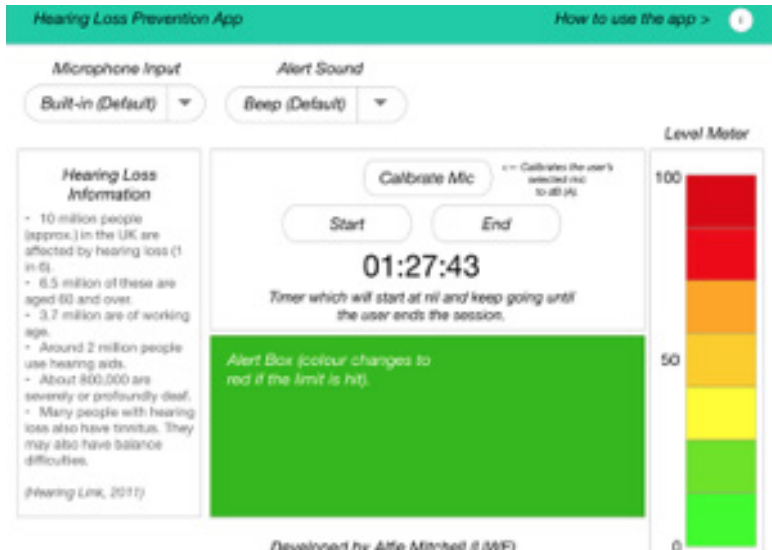 Hearing Loss Prevention App
How to use the app >
i
Microphone Input
Alert Sound
Built-in (Default)
Beep (Default)
Level Meter
Hearing Loss
Information
- 10 million people
(approx.) in the UK are
affected by hearing loss (1
in 6).
- 6.5 million of these are
aged 60 and over.
- 3.7 million are of working
age.
- Around 2 million people
use hearing aids.
- About 800,000 are
severely or profoundly deaf.
- Many people with hearing
loss also have tinnitus. They
may also have balance
difficulties.
(Hearing Link, 2011)
Calibrate Mic
<-- Calibrates the user's
selected mic
to dB (A).
Start
End
01:27:43
Timer which will start at nil and keep going until
the user ends the session.
Alert Box (colour changes to
red if the limit is hit).
100
50
0
Developed by Alfie Mitchell (UWE)